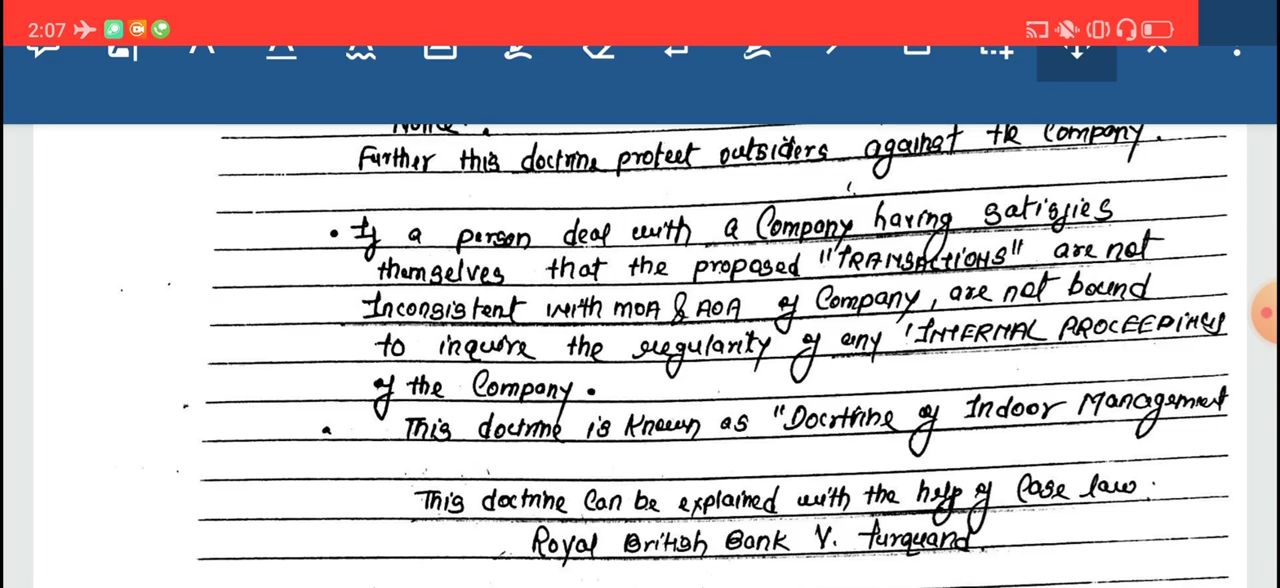 2:07
Further this doctrine protect outsiders against the Company.
• If a person deal with a Company having satisfies
themselves that the proposed "TRANSACTIONS" are not
Inconsistent with MOA & AOA of Company, are not bound
to inquire the regularity of any 'INTERNAL PROCEEDINGS
of the Company.
This doctrine is known as "Docrtrine of Indoor Management
This doctrine Can be explained with the help of Case law.
Royal British Bank V. turquand.